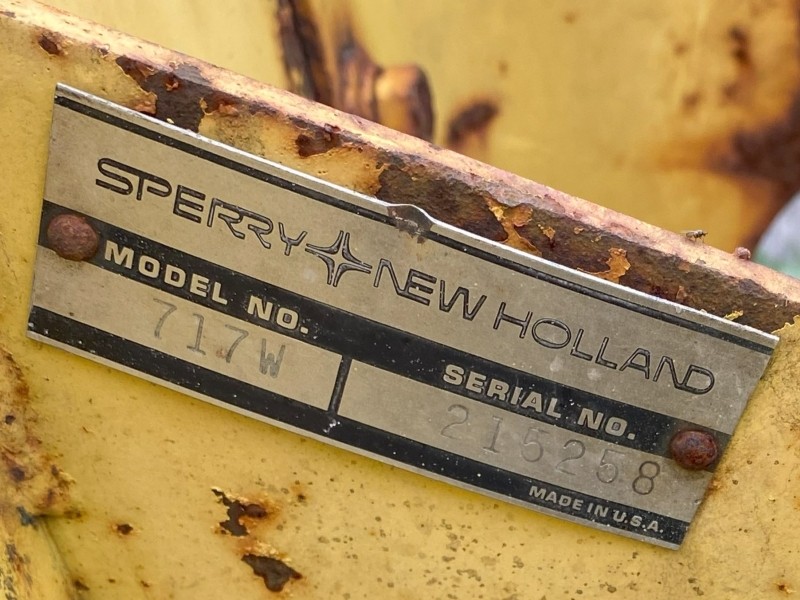 SPERRY NEW HOLLAND
MODEL NO.
717W
SERIAL NO.
215258
MADE IN U.S.A.